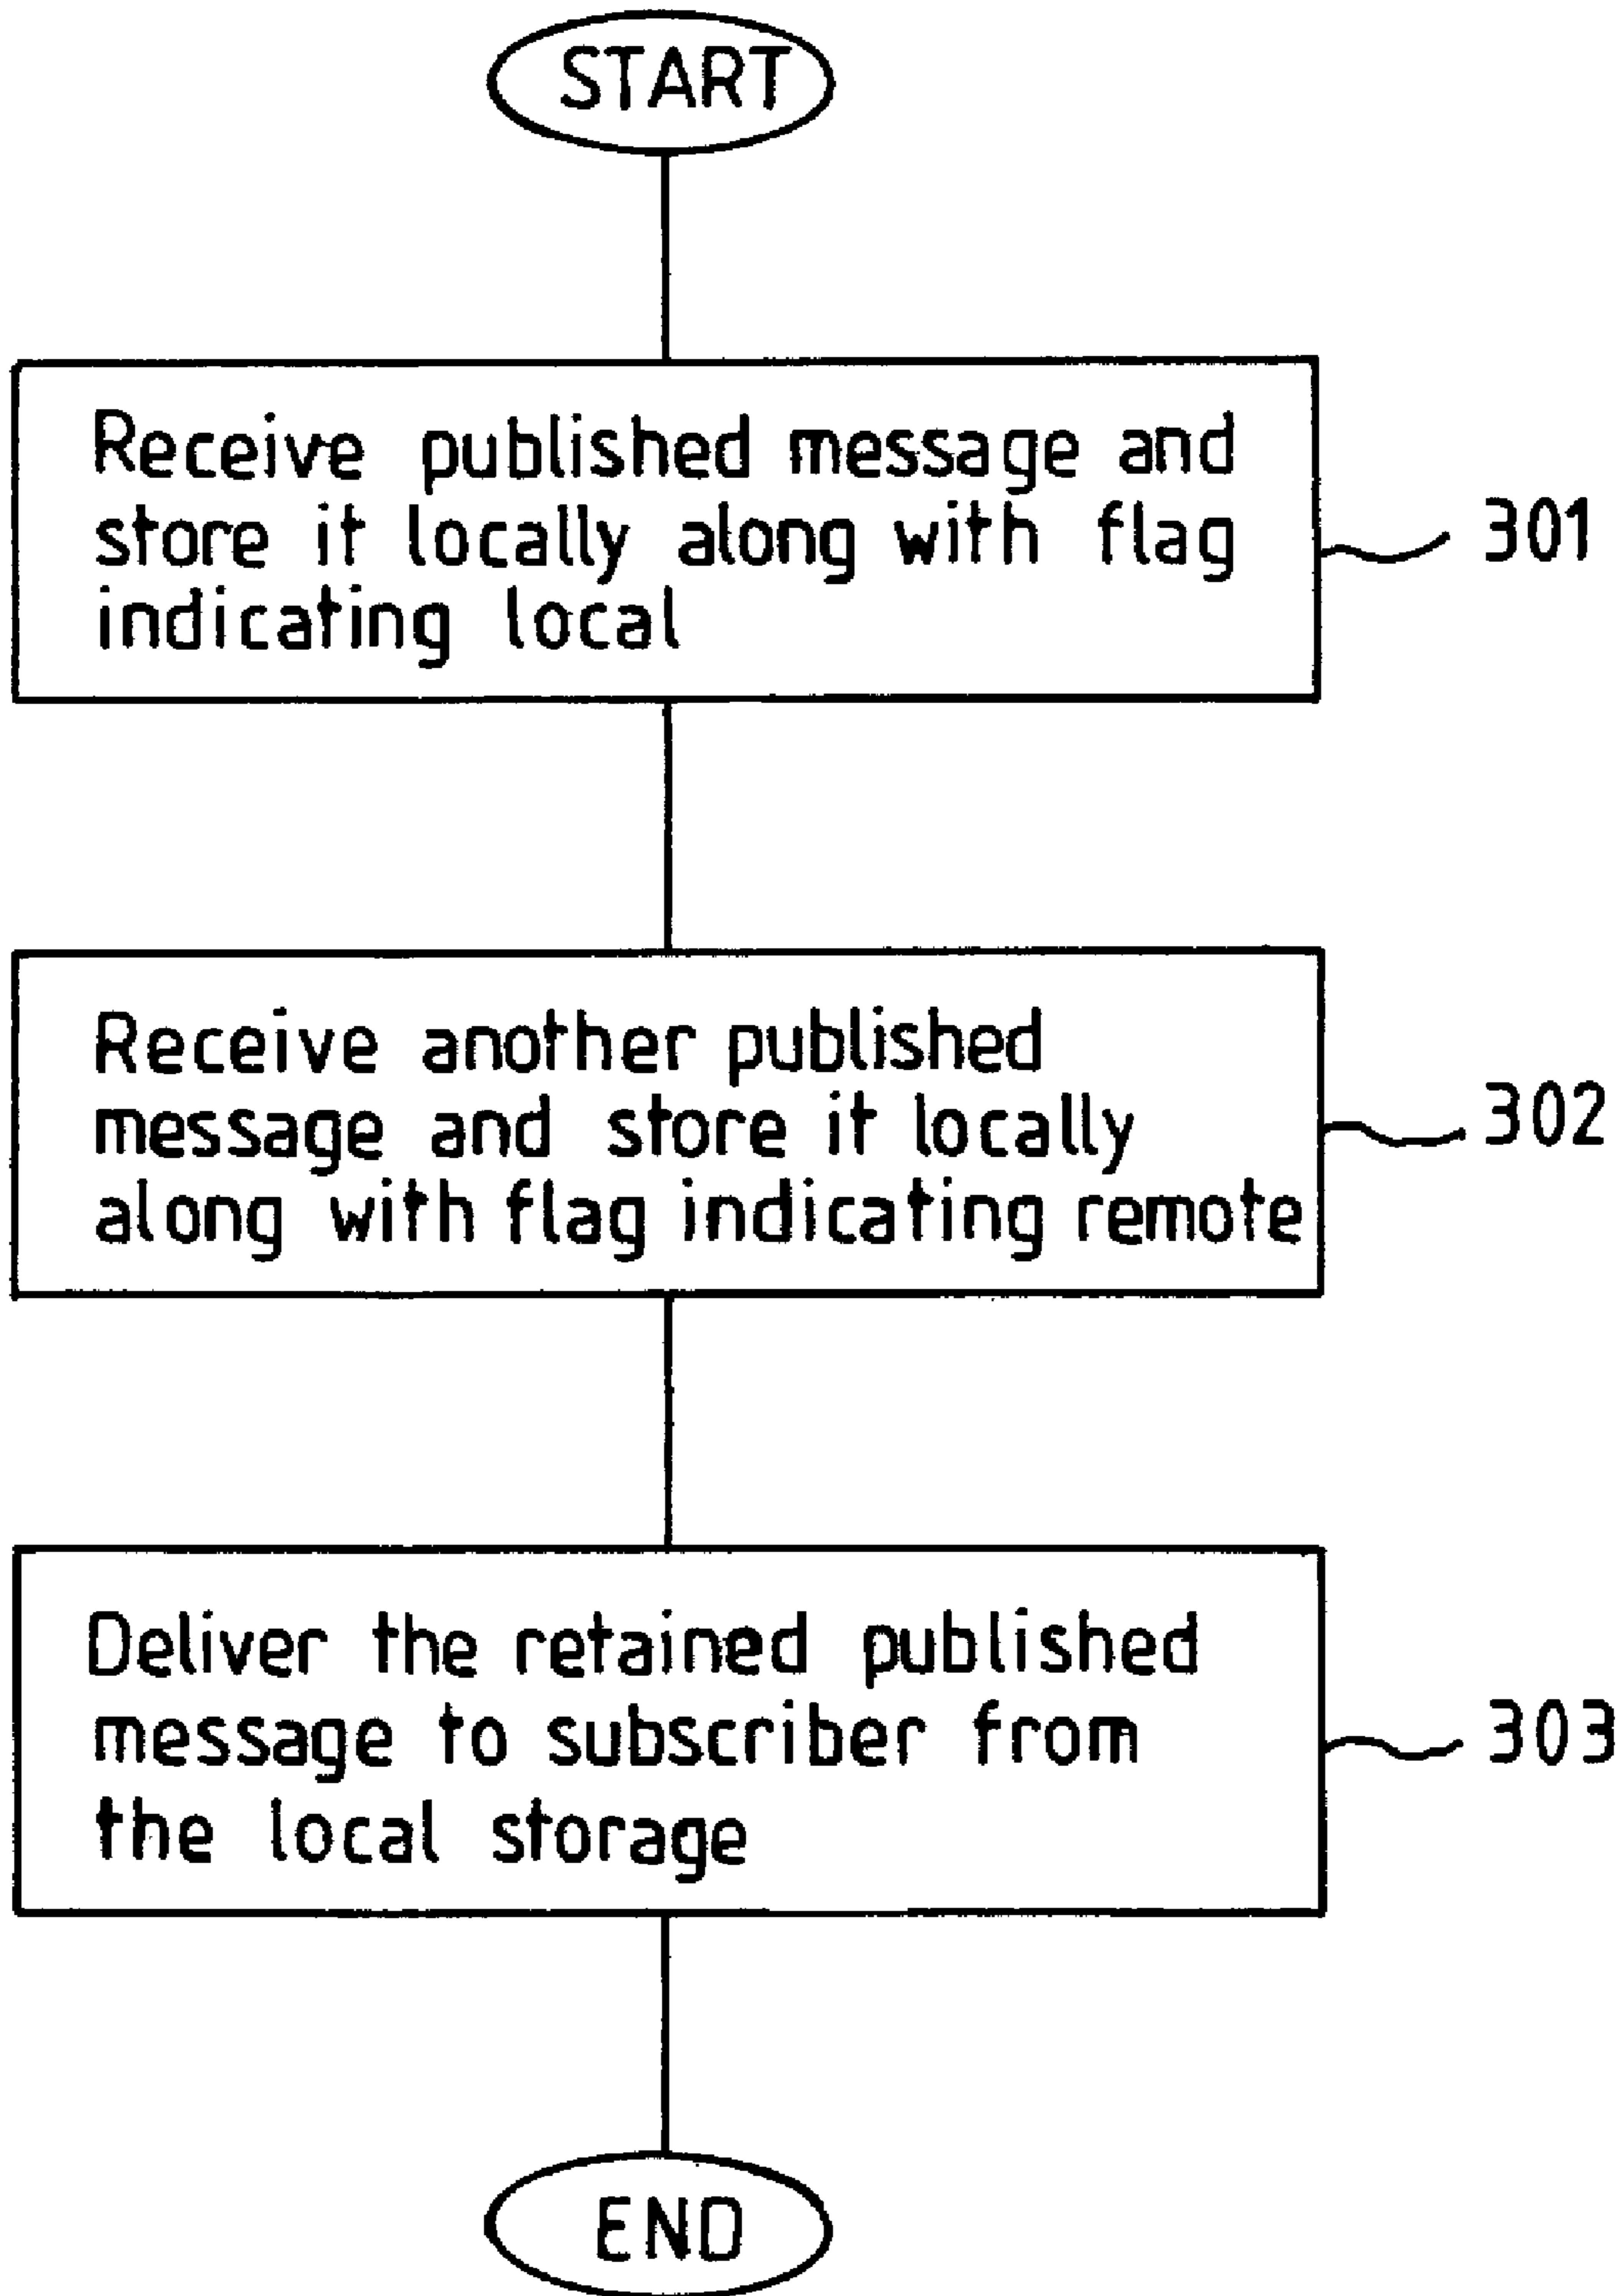 START
Receive published message and
store it locally along with flag
indicating local
301
Receive another published
message and store it locally
along with flag indicating remote
302
Deliver the retained published
message to subscriber from
the local storage
303
END